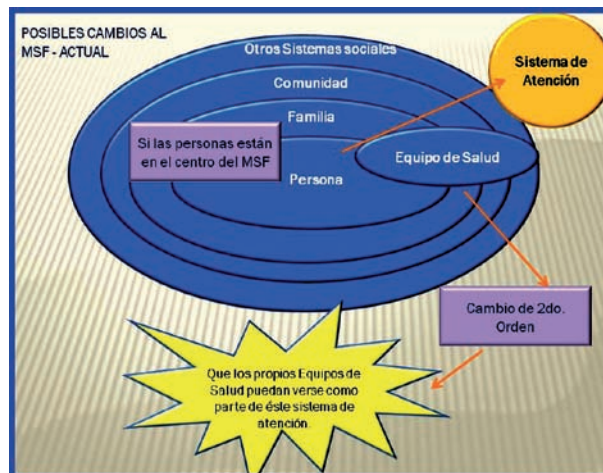 POSIBLES CAMBIOS AL
MSF - ACTUAL
Otros Sistemas sociales
Comunidad
Familia
Persona
Si las personas están
en el centro del MSF
Equipo de Salud
Sistema de
Atención
Cambio de 2do.
Orden
Que los propios Equipos de
Salud puedan verse como
parte de éste sistema de
atención.